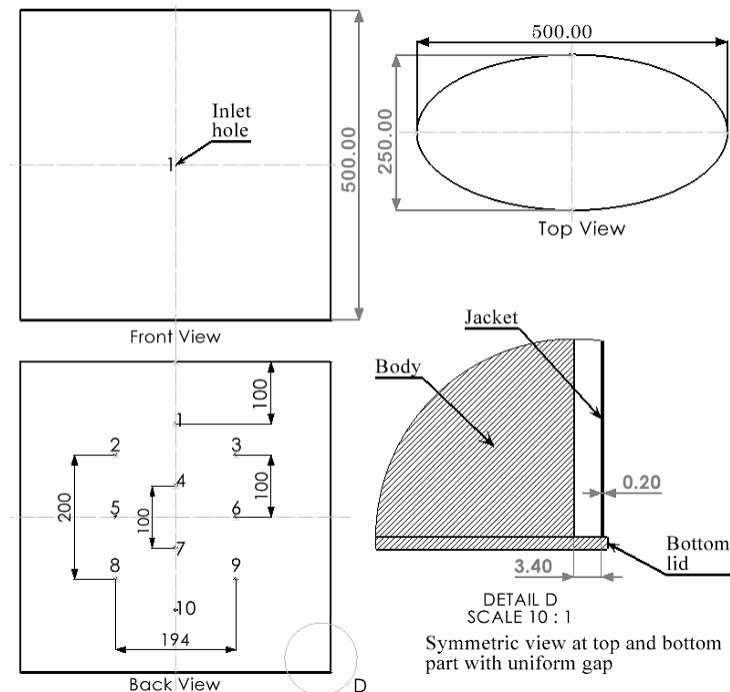 Inlet
hole
1
500.00
Front View
500.00
250.00
Top View
100
1
2
3
4
100
200
5
100
6
7
8
9
10
194
D
Back View
Jacket
Body
0.20
Bottom
lid
3.40
DETAIL D
SCALE 10 : 1
Symmetric view at top and bottom
part with uniform gap